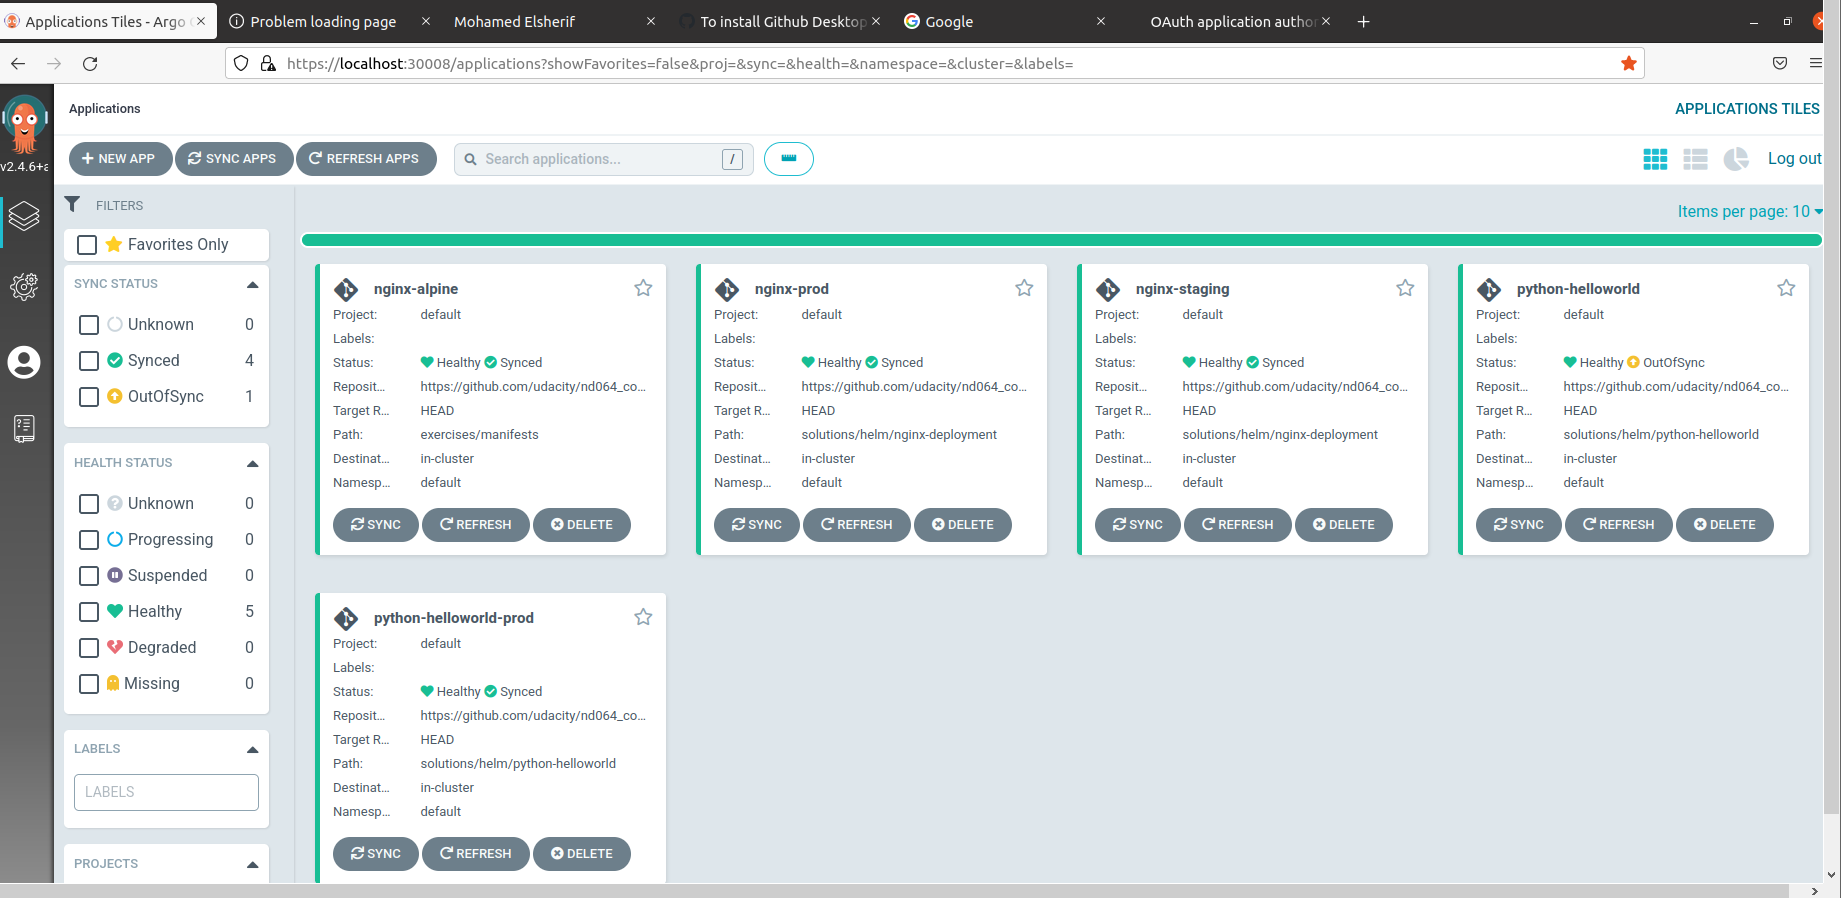 Applications Tiles - Argo
Problem loading page
Mohamed Elsherif
To install Github Desktop
Google
OAuth application autho
https://localhost:30008/applications?showFavorites=false&proj=&sync=&health=&namespace=&cluster=&labels=
v2.4.6+a
Applications
APPLICATIONS TILES
NEW APP
SYNC APPS
REFRESH APPS
Search applications...
/
Log out
FILTERS
Favorites Only
SYNC STATUS
Unknown 0
Synced 4
OutOfSync 1
HEALTH STATUS
Unknown 0
Progressing 0
Suspended 0
Healthy 5
Degraded 0
Missing 0
LABELS
LABELS
PROJECTS
Items per page: 10
nginx-alpine
Project: default
Labels:
Status: Healthy Synced
Reposit... https://github.com/udacity/nd064_co...
Target R... HEAD
Path: exercises/manifests
Destinat... in-cluster
Namesp... default
SYNC REFRESH DELETE
nginx-prod
Project: default
Labels:
Status: Healthy Synced
Reposit... https://github.com/udacity/nd064_co...
Target R... HEAD
Path: solutions/helm/nginx-deployment
Destinat... in-cluster
Namesp... default
SYNC REFRESH DELETE
nginx-staging
Project: default
Labels:
Status: Healthy Synced
Reposit... https://github.com/udacity/nd064_co...
Target R... HEAD
Path: solutions/helm/nginx-deployment
Destinat... in-cluster
Namesp... default
SYNC REFRESH DELETE
python-helloworld
Project: default
Labels:
Status: Healthy OutOfSync
Reposit... https://github.com/udacity/nd064_co...
Target R... HEAD
Path: solutions/helm/python-helloworld
Destinat... in-cluster
Namesp... default
SYNC REFRESH DELETE
python-helloworld-prod
Project: default
Labels:
Status: Healthy Synced
Reposit... https://github.com/udacity/nd064_co...
Target R... HEAD
Path: solutions/helm/python-helloworld
Destinat... in-cluster
Namesp... default
SYNC REFRESH DELETE